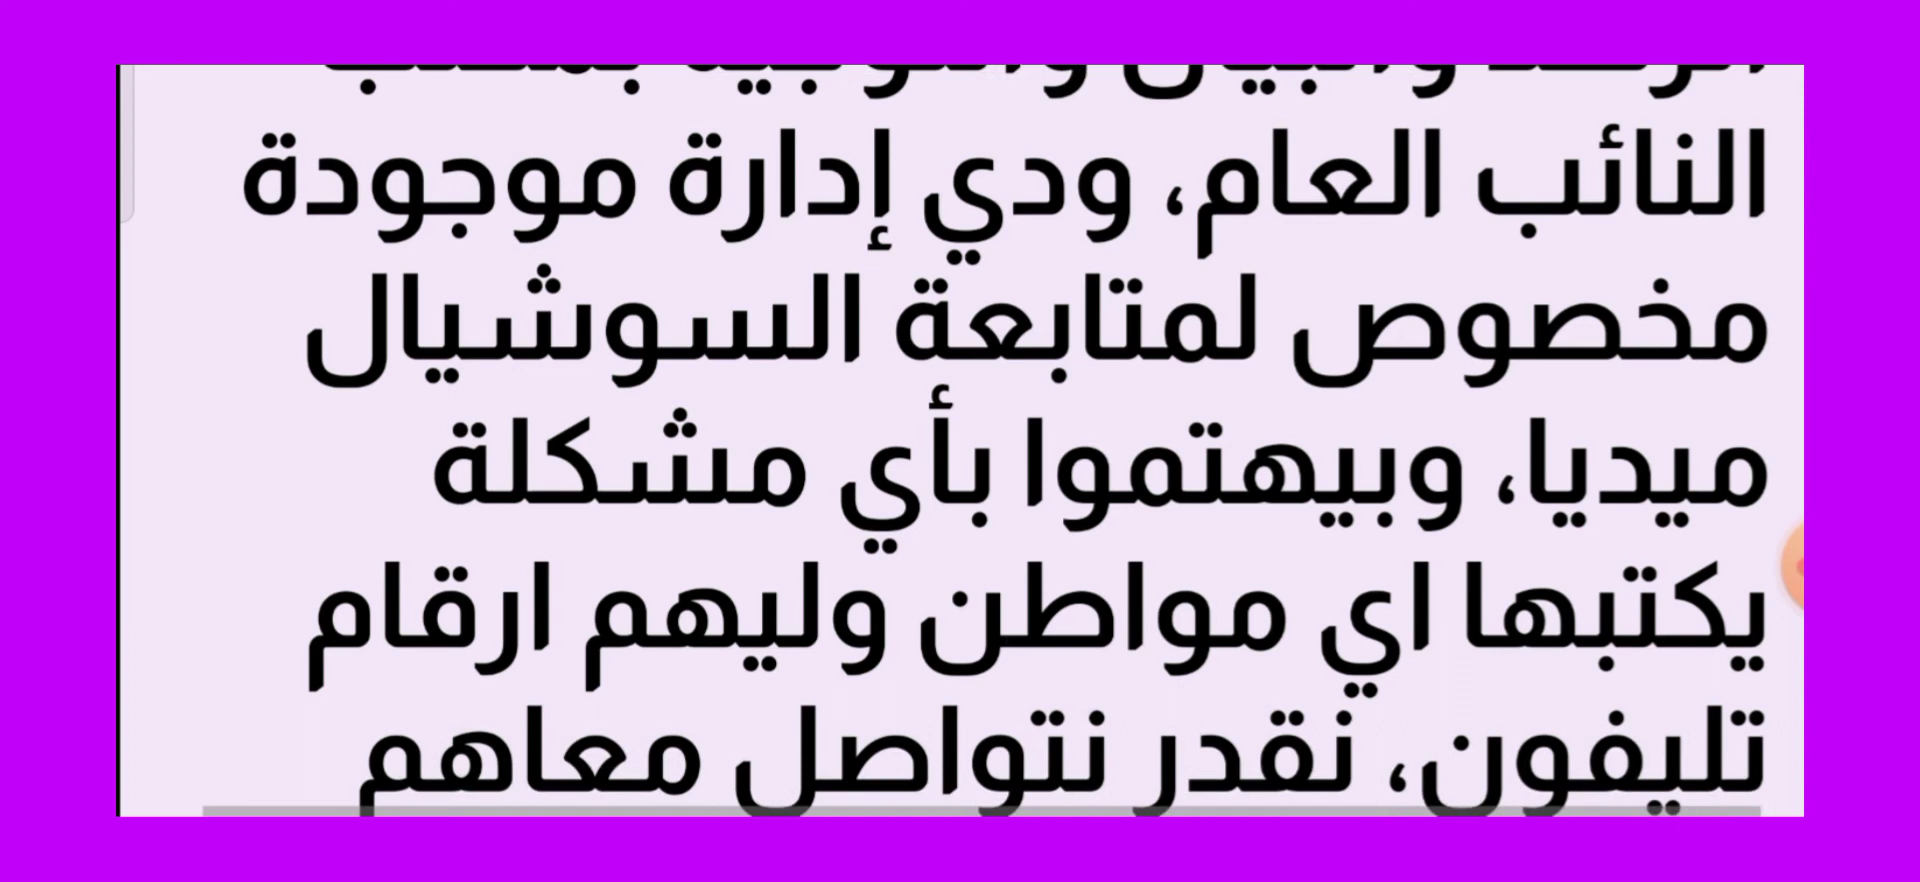 النائب العام، ودي إدارة موجودة
مخصوص لمتابعة السوشيال
ميديا، وبيهتموا بأي مشكلة
يكتبها اي مواطن وليهم ارقام
تليفون، نقدر نتواصل معاهم